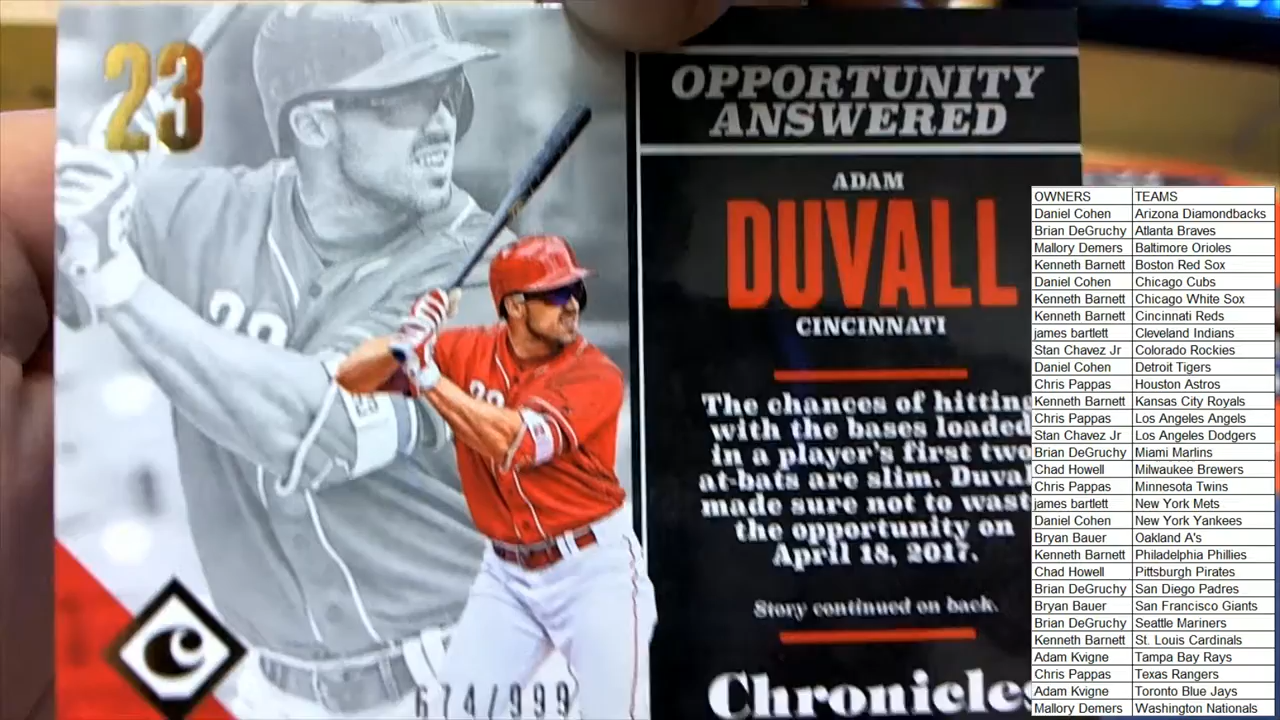 23
OPPORTUNITY
ANSWERED
ADAM
DUVALL
CINCINNATI
The chances of hitting
with the bases loaded
in a player's first two
at-bats are slim. Duval
made sure not to wast
the opportunity on
April 18, 2017.
Story continued on back.
Chronicles
C
674/999
23
OWNERS TEAMS
Daniel Cohen Arizona Diamondbacks
Brian DeGruchy Atlanta Braves
Mallory Demers Baltimore Orioles
Kenneth Barnett Boston Red Sox
Daniel Cohen Chicago Cubs
Kenneth Barnett Chicago White Sox
Kenneth Barnett Cincinnati Reds
james bartlett Cleveland Indians
Stan Chavez Jr Colorado Rockies
Daniel Cohen Detroit Tigers
Chris Pappas Houston Astros
Kenneth Barnett Kansas City Royals
Chris Pappas Los Angeles Angels
Stan Chavez Jr Los Angeles Dodgers
Brian DeGruchy Miami Marlins
Chad Howell Milwaukee Brewers
Chris Pappas Minnesota Twins
james bartlett New York Mets
Daniel Cohen New York Yankees
Bryan Bauer Oakland A's
Kenneth Barnett Philadelphia Phillies
Chad Howell Pittsburgh Pirates
Brian DeGruchy San Diego Padres
Bryan Bauer San Francisco Giants
Brian DeGruchy Seattle Mariners
Kenneth Barnett St. Louis Cardinals
Adam Kvigne Tampa Bay Rays
Chris Pappas Texas Rangers
Adam Kvigne Toronto Blue Jays
Mallory Demers Washington Nationals